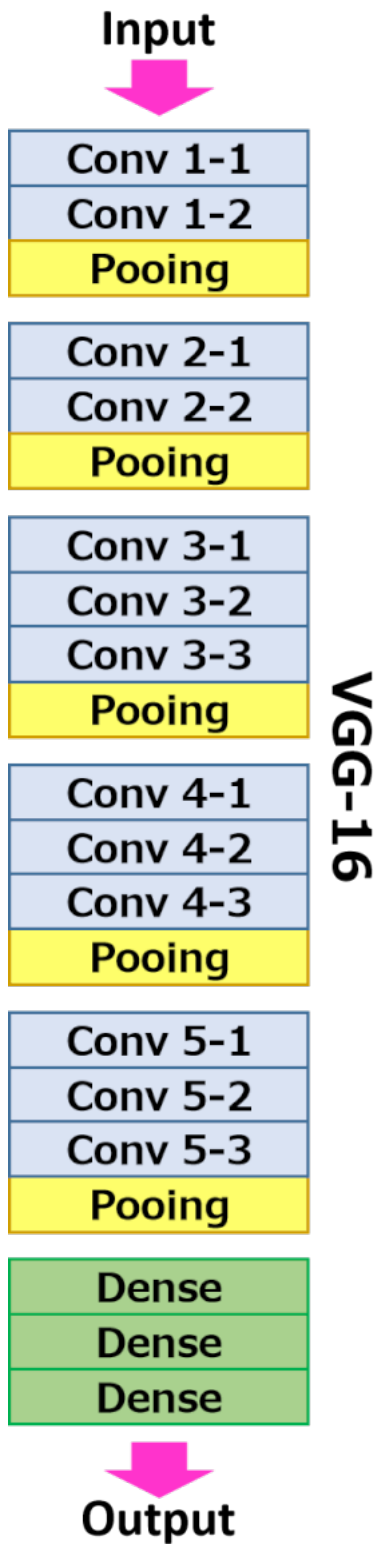 Input
Conv 1-1
Conv 1-2
Pooing
Conv 2-1
Conv 2-2
Pooing
Conv 3-1
Conv 3-2
Conv 3-3
Pooing
Conv 4-1
Conv 4-2
Conv 4-3
Pooing
Conv 5-1
Conv 5-2
Conv 5-3
Pooing
Dense
Dense
Dense
Output
VGG-16